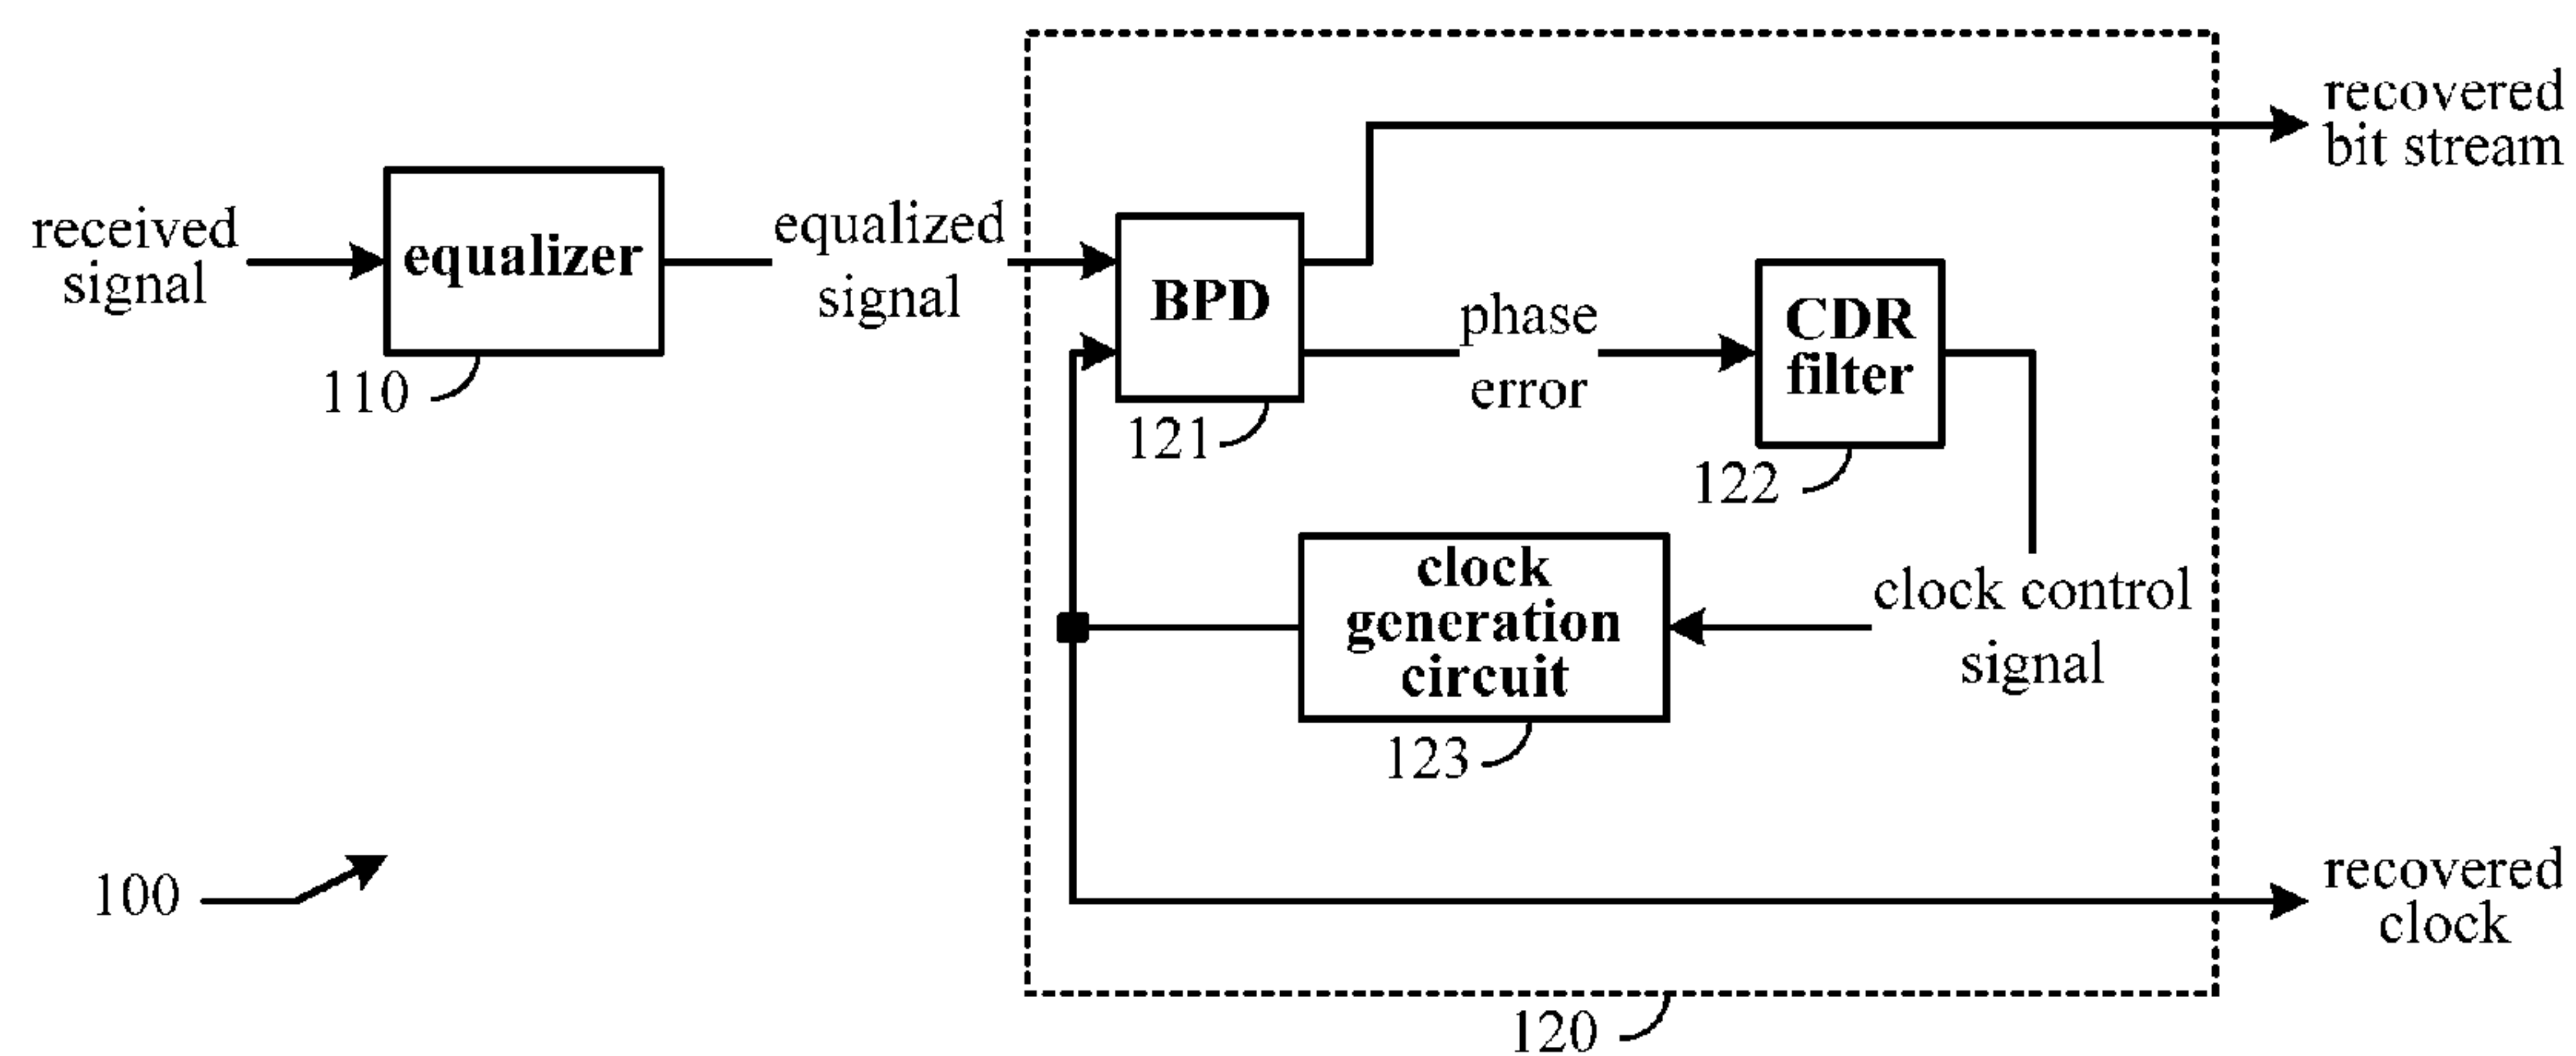 recovered
bit stream
received
signal
equalizer
equalized
signal
BPD
phase
error
CDR
filter
110
121
122
clock
generation
circuit
clock control
signal
123
100
recovered
clock
120